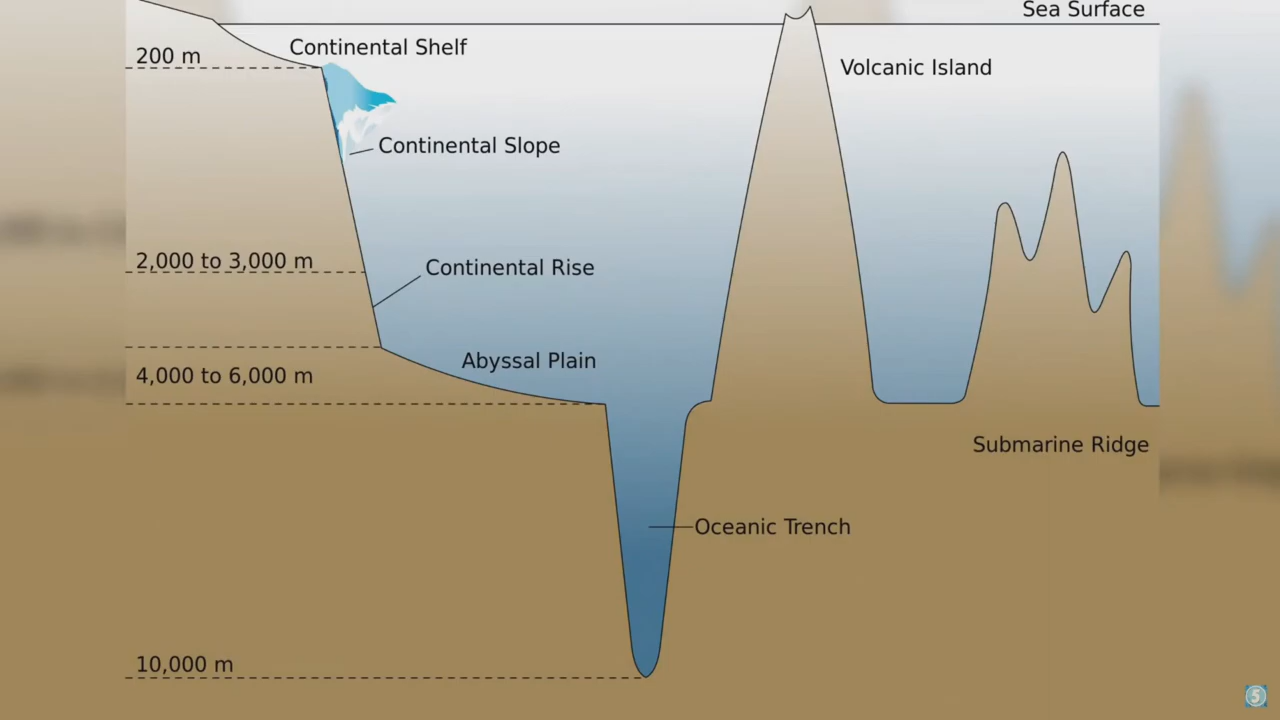 Sea Surface
Continental Shelf
200 m
Volcanic Island
Continental Slope
2,000 to 3,000 m
Continental Rise
Abyssal Plain
4,000 to 6,000 m
Submarine Ridge
Oceanic Trench
10,000 m
5